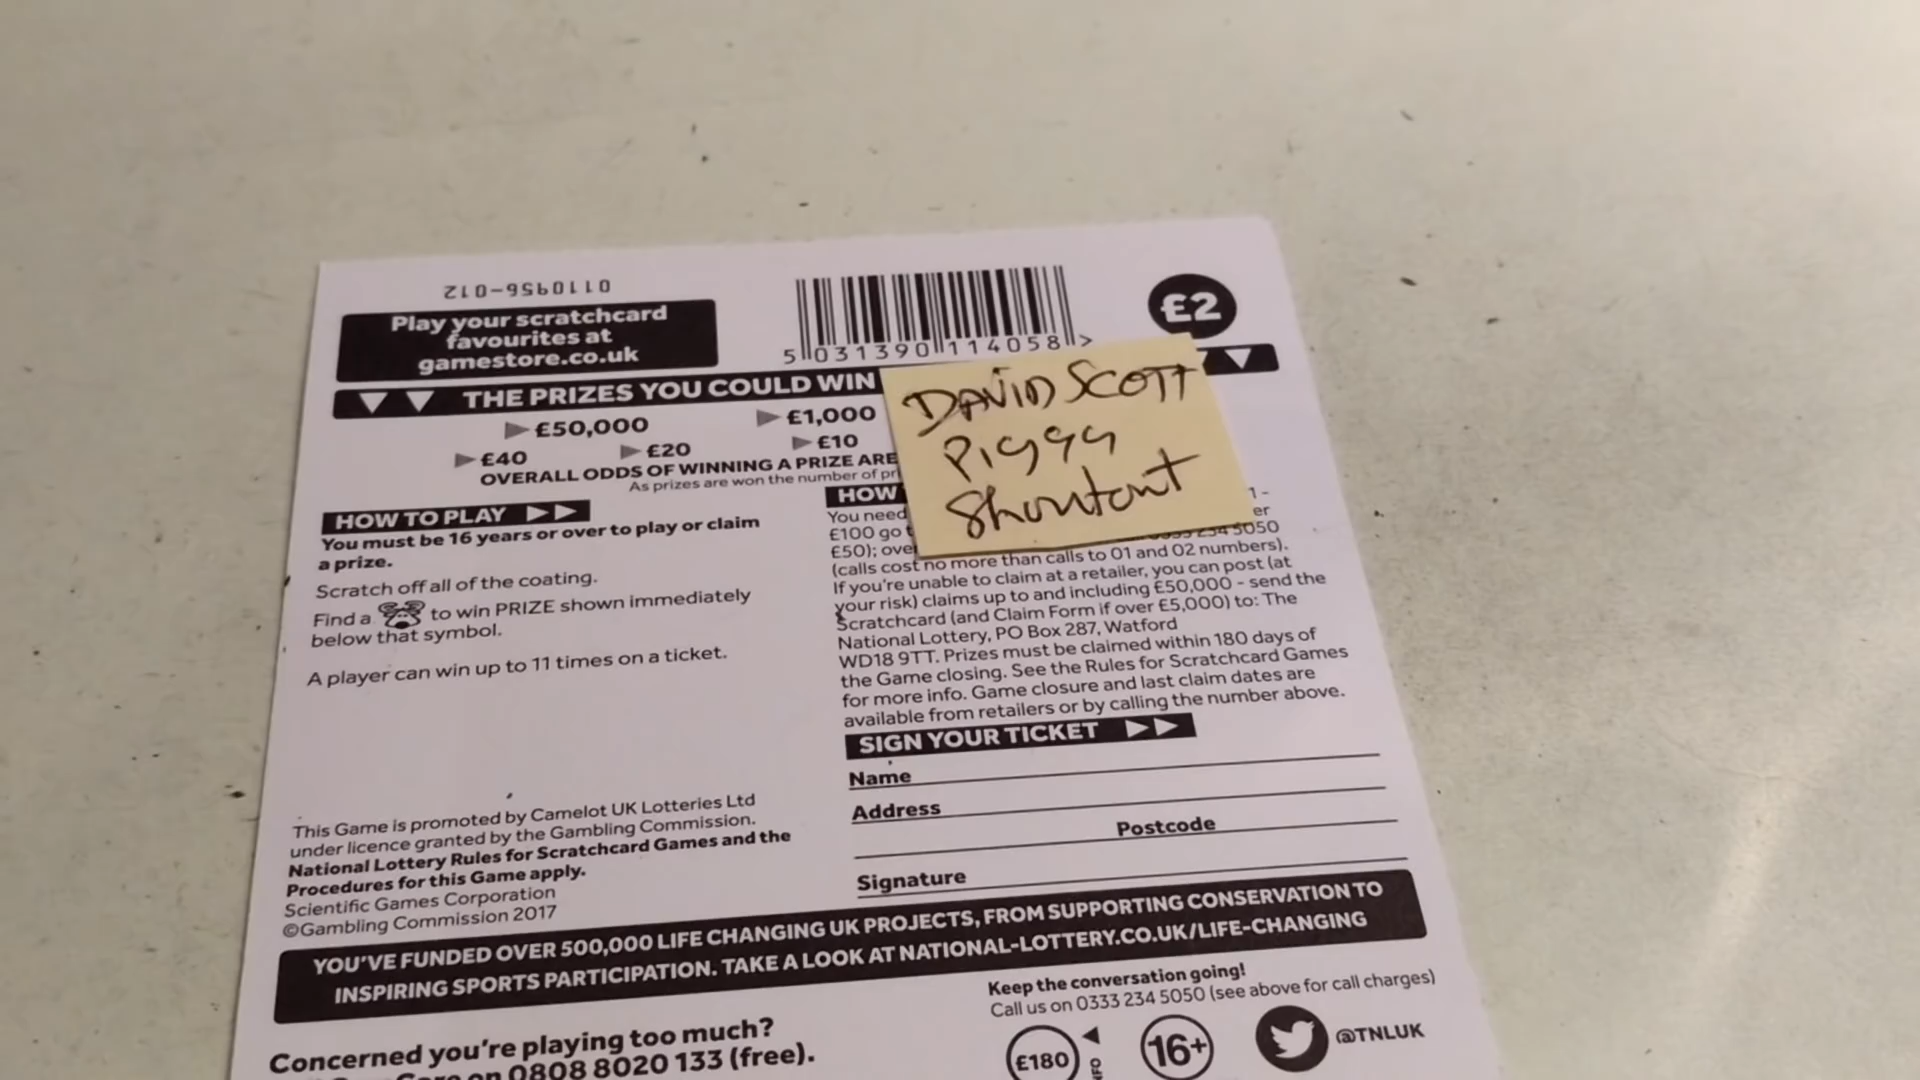 0110956-012
Play your scratchcard
favourites at
gamestore.co.uk
5 031390 114058 >
£2
THE PRIZES YOU COULD WIN
£50,000 £1,000
£40 £20 £10
OVERALL ODDS OF WINNING A PRIZE ARE
As prizes are won the number of
DAVID SCOTT
Piggy
Shoutout
HOW TO PLAY
You must be 16 years or over to play or claim
a prize.
Scratch off all of the coating.
Find a to win PRIZE shown immediately
below that symbol.
A player can win up to 11 times on a ticket.
This Game is promoted by Camelot UK Lotteries Ltd
under licence granted by the Gambling Commission.
National Lottery Rules for Scratchcard Games and the
Procedures for this Game apply.
Scientific Games Corporation
©Gambling Commission 2017
HOW
You need 1 -
£100 go er
£50); over 5050
(calls cost no more than calls to 01 and 02 numbers).
If you're unable to claim at a retailer, you can post (at
your risk) claims up to and including £50,000 - send the
Scratchcard (and Claim Form if over £5,000) to: The
National Lottery, PO Box 287, Watford
WD18 9TT. Prizes must be claimed within 180 days of
the Game closing. See the Rules for Scratchcard Games
for more info. Game closure and last claim dates are
available from retailers or by calling the number above.
SIGN YOUR TICKET
Name
Address
Postcode
Signature
YOU'VE FUNDED OVER 500,000 LIFE CHANGING UK PROJECTS, FROM SUPPORTING CONSERVATION TO
INSPIRING SPORTS PARTICIPATION. TAKE A LOOK AT NATIONAL-LOTTERY.CO.UK/LIFE-CHANGING
Concerned you're playing too much?
on 0808 8020 133 (free).
Keep the conversation going!
Call us on 0333 234 5050 (see above for call charges)
£180
16+
@TNLUK